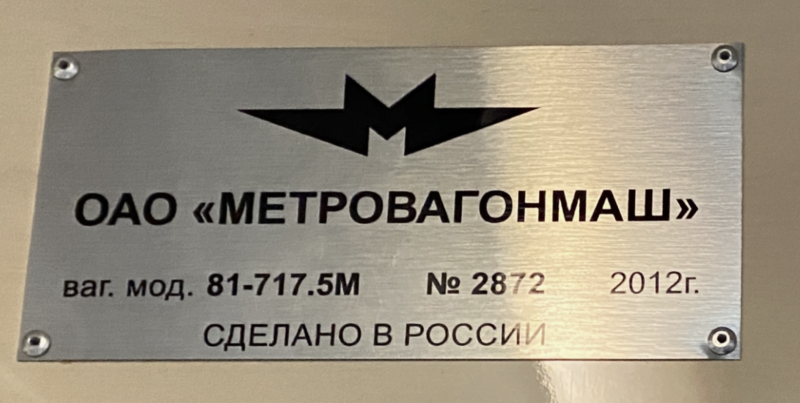 ОАО «МЕТРОВАГОНМАШ»
ваг. мод. 81-717.5М № 2872 2012г.
СДЕЛАНО В РОССИИ